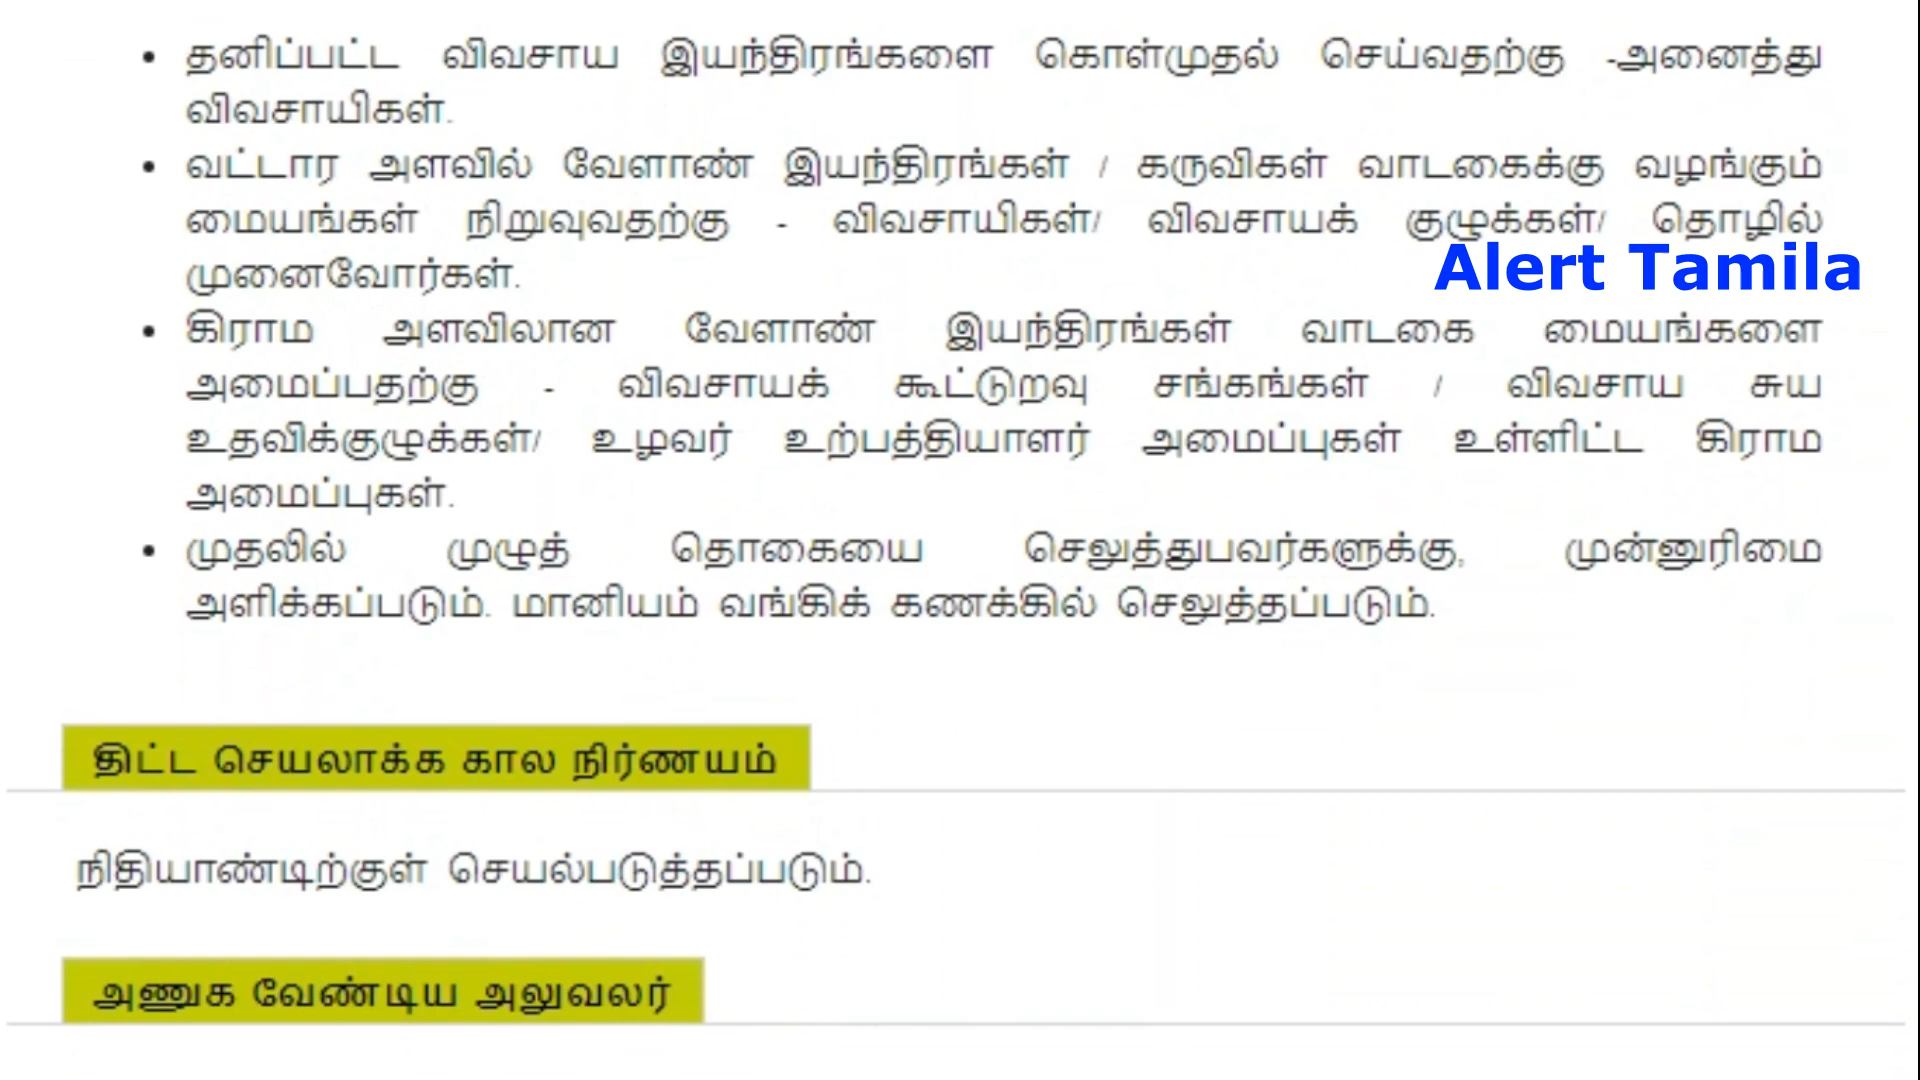 • தனிப்பட்ட விவசாய இயந்திரங்களை கொள்முதல் செய்வதற்கு -அனைத்து
விவசாயிகள்.
• வட்டார அளவில் வேளாண் இயந்திரங்கள் / கருவிகள் வாடகைக்கு வழங்கும்
மையங்கள் நிறுவுவதற்கு - விவசாயிகள்/ விவசாயக் குழுக்கள்/ தொழில்
முனைவோர்கள்.
Alert Tamila
• கிராம அளவிலான வேளாண் இயந்திரங்கள் வாடகை மையங்களை
அமைப்பதற்கு - விவசாயக் கூட்டுறவு சங்கங்கள் / விவசாய சுய
உதவிக்குழுக்கள்/ உழவர் உற்பத்தியாளர் அமைப்புகள் உள்ளிட்ட கிராம
அமைப்புகள்.
• முதலில் முழுத் தொகையை செலுத்துபவர்களுக்கு, முன்னுரிமை
அளிக்கப்படும். மானியம் வங்கிக் கணக்கில் செலுத்தப்படும்.
திட்ட செயலாக்க கால நிர்ணயம்
நிதியாண்டிற்குள் செயல்படுத்தப்படும்.
அணுக வேண்டிய அலுவலர்